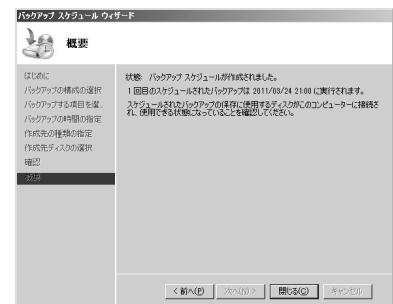 バックアップ スケジュール ウィザード
概要
はじめに
バックアップの構成の選択
バックアップする項目を選...
バックアップの時間の指定
作成先の種類の指定
作成先ディスクの選択
確認
概要
状態: バックアップ スケジュールが作成されました。
1 回目のスケジュールされたバックアップは 2011/03/24 21:00 に実行されます。
スケジュールされたバックアップの保存に使用するディスクがこのコンピューターに接続さ
れ、使用できる状態になっていることを確認してください。
< 前へ(P)
次へ(N) >
閉じる(C)
キャンセル